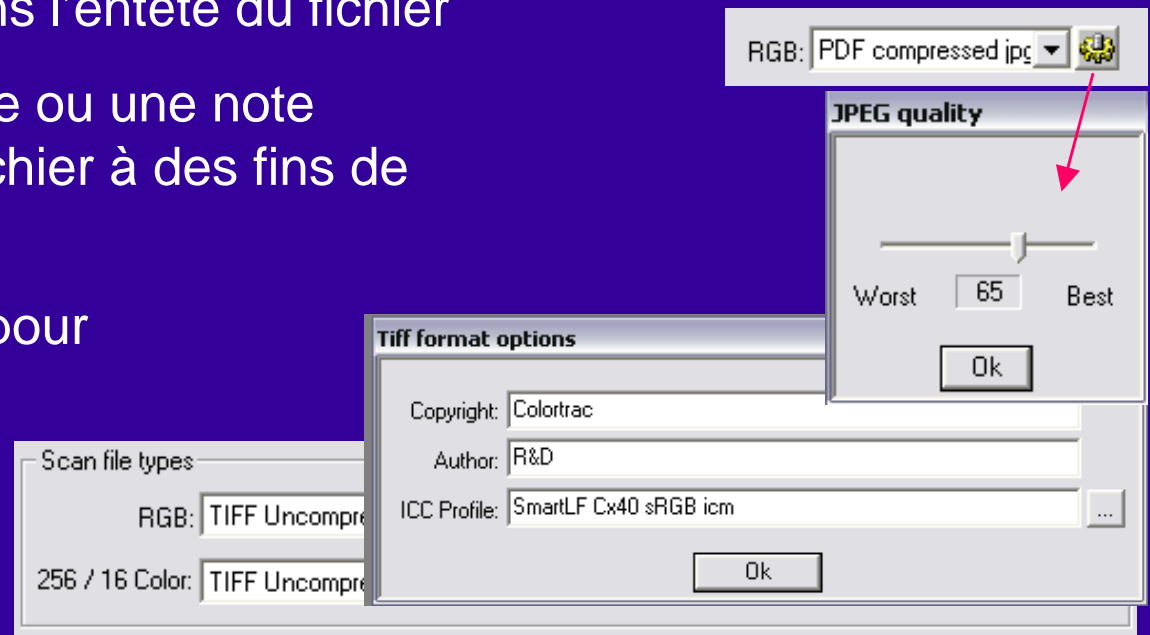 ns l'entête du fichier
e ou une note
chier à des fins de
pour
RGB: PDF compressed jpg
JPEG quality
Worst 65 Best
Ok
Tiff format options
Copyright: Colortrac
Author: R&D
ICC Profile: SmartLF Cx40 sRGB icm ...
Ok
Scan file types
RGB: TIFF Uncompre
256 / 16 Color: TIFF Uncompre